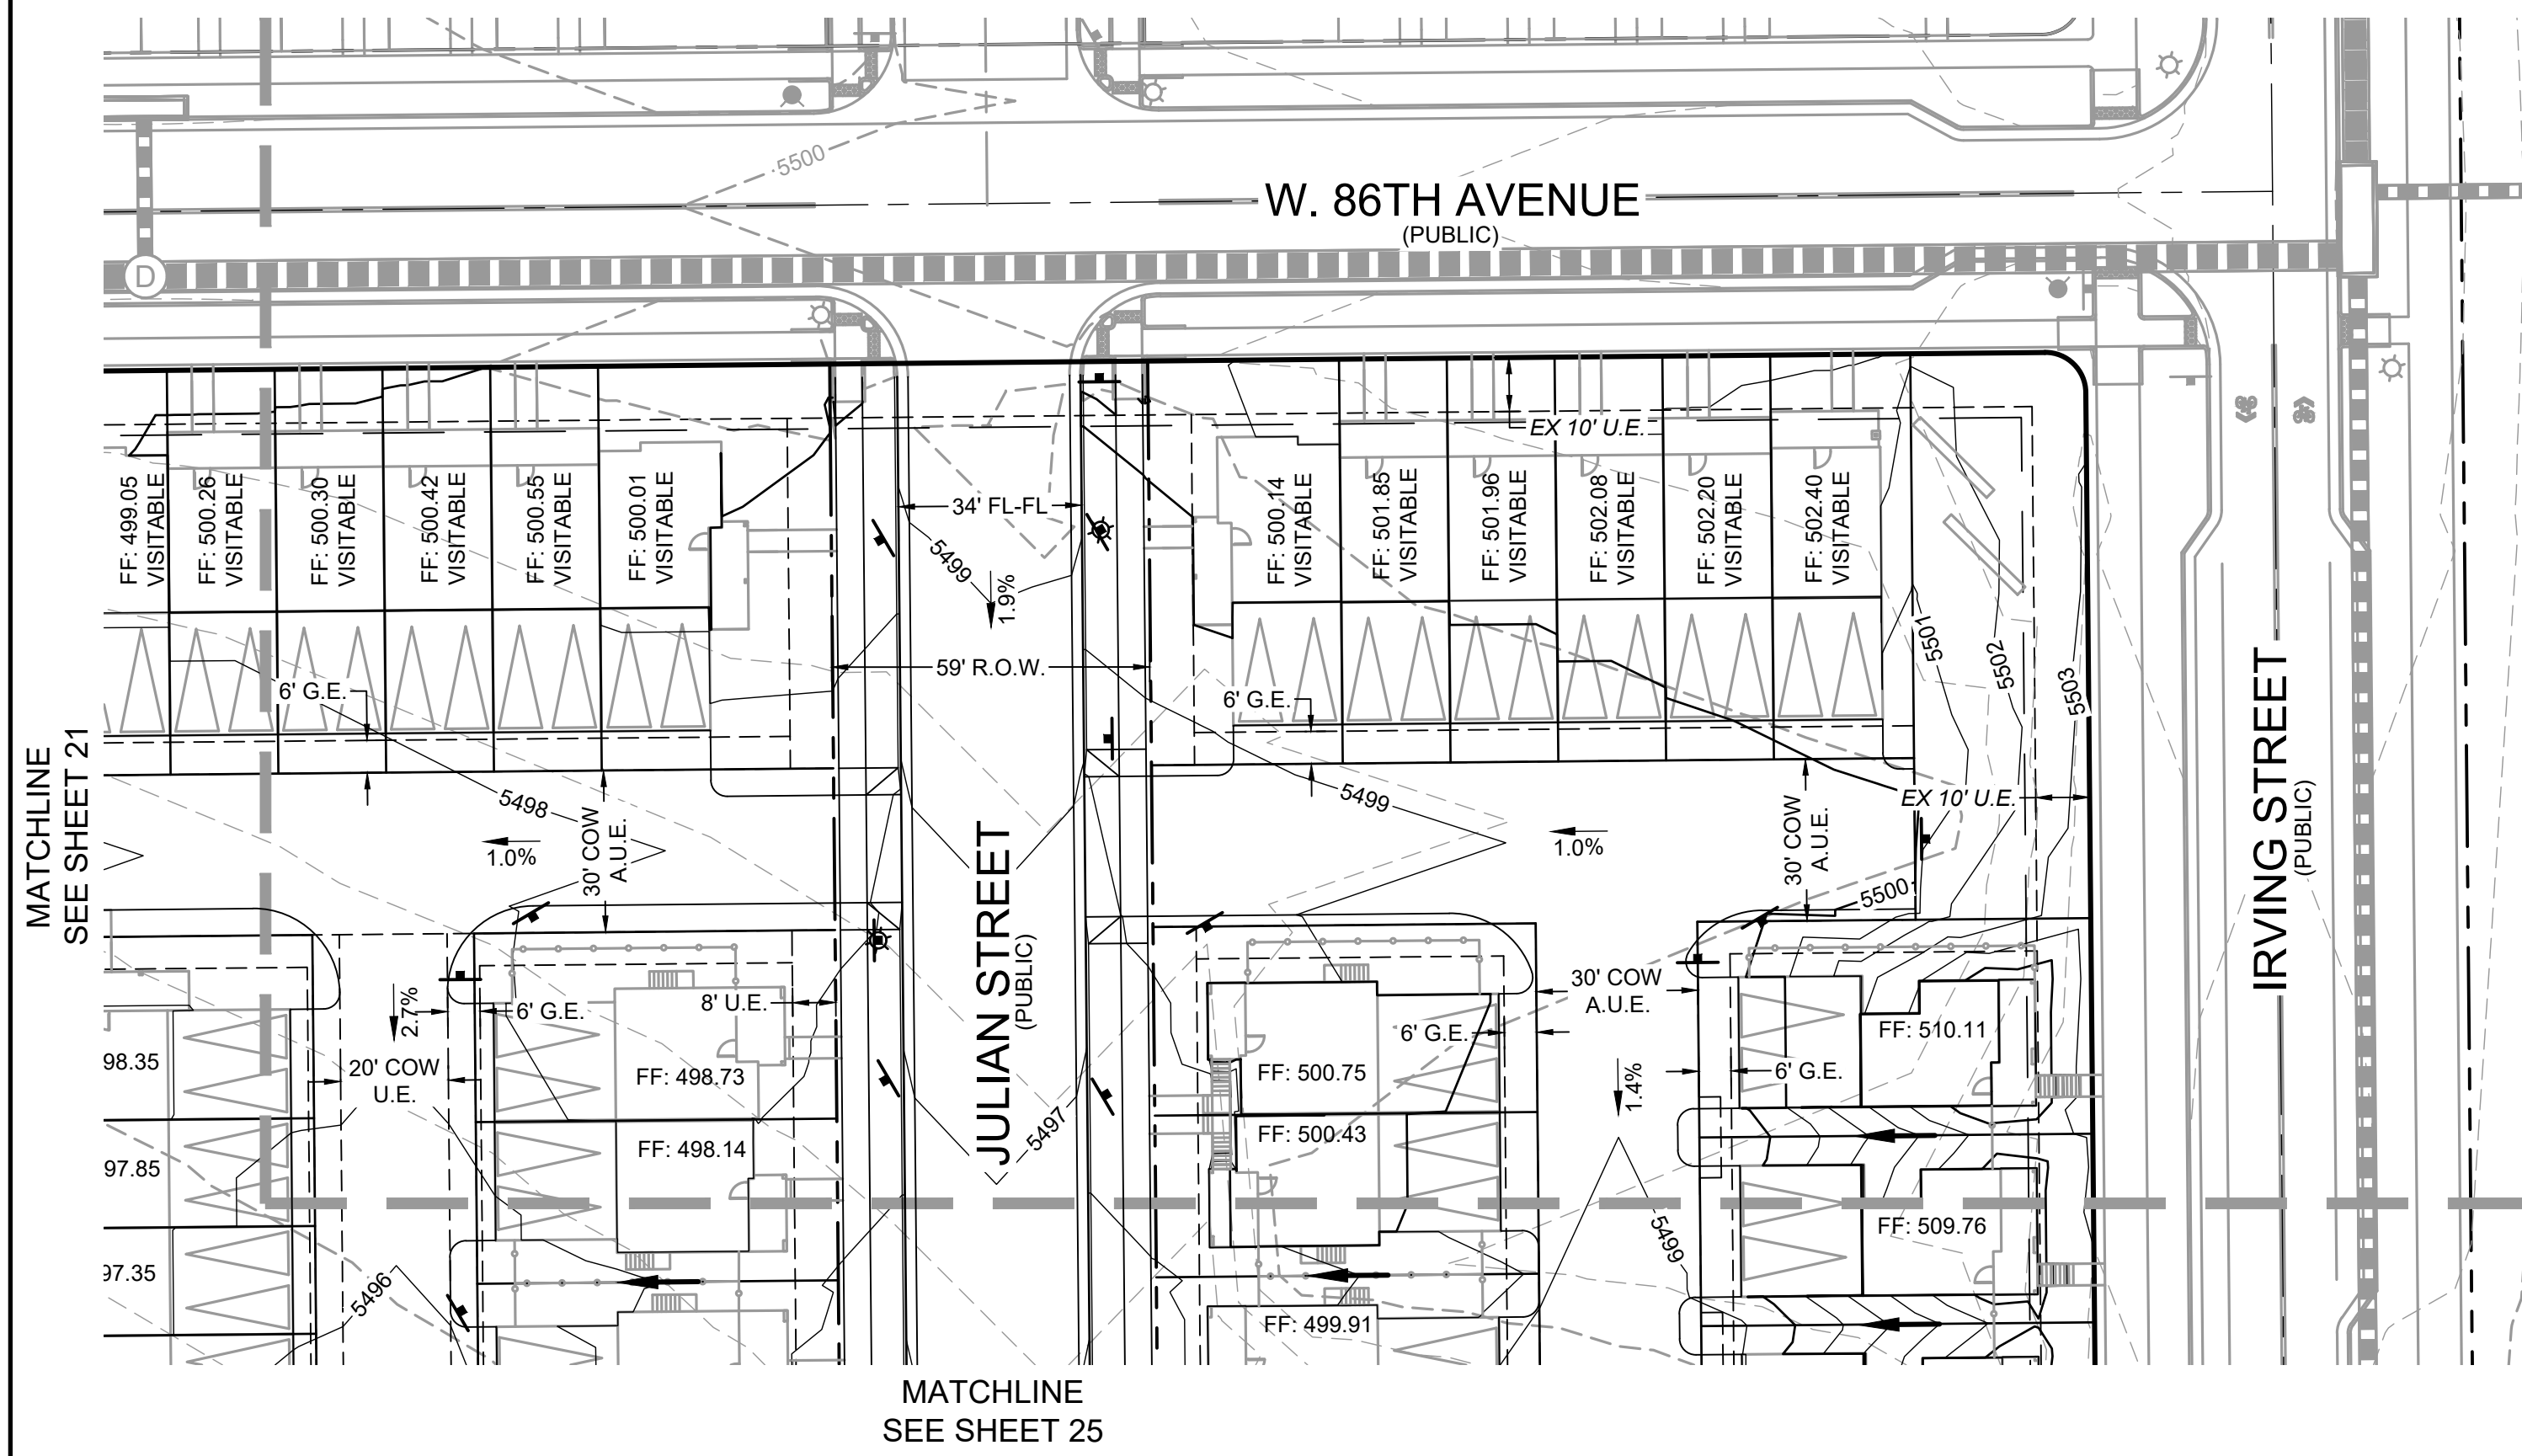 5500
W. 86TH AVENUE
(PUBLIC)
D
EX 10' U.E.
FF: 499.05
VISITABLE
FF: 500.26
VISITABLE
FF: 500.30
VISITABLE
FF: 500.42
VISITABLE
FF: 500.55
VISITABLE
FF: 500.01
VISITABLE
34' FL-FL
5499
1.9%
FF: 500.14
VISITABLE
FF: 501.85
VISITABLE
FF: 501.96
VISITABLE
FF: 502.08
VISITABLE
FF: 502.20
VISITABLE
FF: 502.40
VISITABLE
5501
5502
5503
59' R.O.W.
6' G.E.
6' G.E.
MATCHLINE
SEE SHEET 21
5498
1.0%
30' COW
A.U.E.
5499
1.0%
30' COW
A.U.E.
EX 10' U.E.
5500
JULIAN STREET
(PUBLIC)
IRVING STREET
(PUBLIC)
2.7%
6' G.E.
8' U.E.
30' COW
A.U.E.
6' G.E.
FF: 510.11
98.35
20' COW
U.E.
FF: 498.73
FF: 500.75
6' G.E.
1.4%
5497
97.85
FF: 498.14
FF: 500.43
5499
FF: 509.76
97.35
5496
FF: 499.91
MATCHLINE
SEE SHEET 25